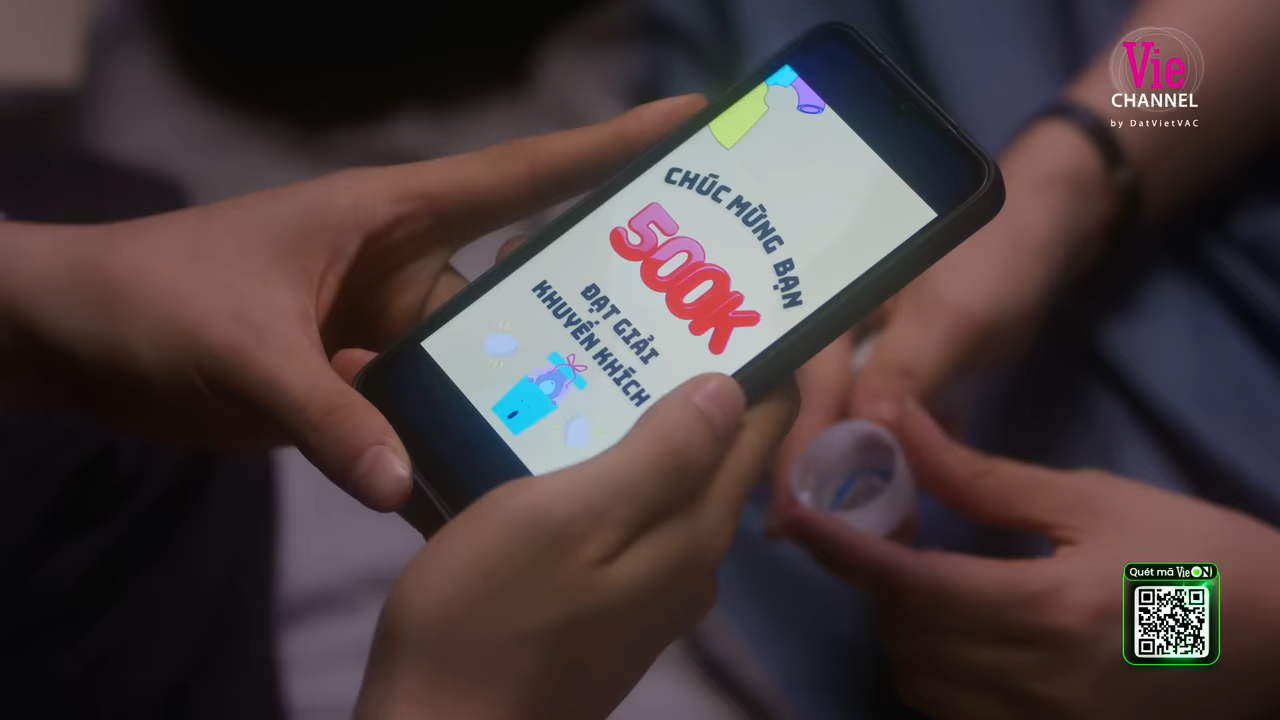 Vie
CHANNEL
by DatVietVAC
CHÚC MỪNG BẠN
500K
ĐẠT GIẢI
KHUYẾN KHÍCH
Quét mã VieON